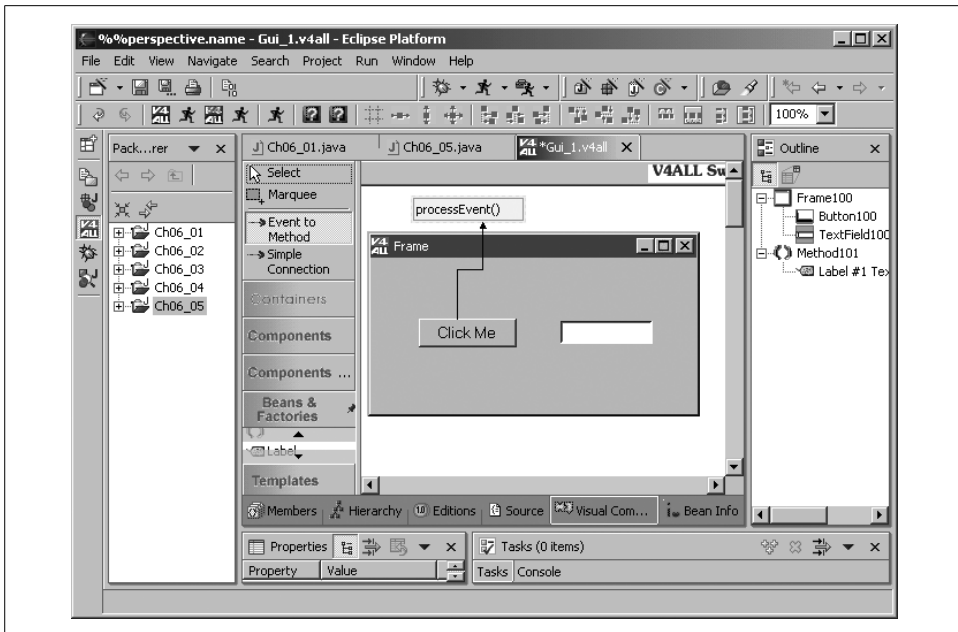 %%perspective.name - Gui_1.v4all - Eclipse Platform
File Edit View Navigate Search Project Run Window Help
100%
Pack...rer
Ch06_01
Ch06_02
Ch06_03
Ch06_04
Ch06_05
Ch06_01.java
Ch06_05.java
*Gui_1.v4all
Select
Marquee
Event to
Method
Simple
Connection
Containers
Components
Components ...
Beans &
Factories
Label
Templates
V4ALL Sw
processEvent()
V4
ALL
Frame
Click Me
Members
Hierarchy
Editions
Source
Visual Com...
Bean Info
Outline
Frame100
Button100
TextField100
Method101
Label #1 Te
Properties
Property Value
Tasks (0 items)
Tasks Console